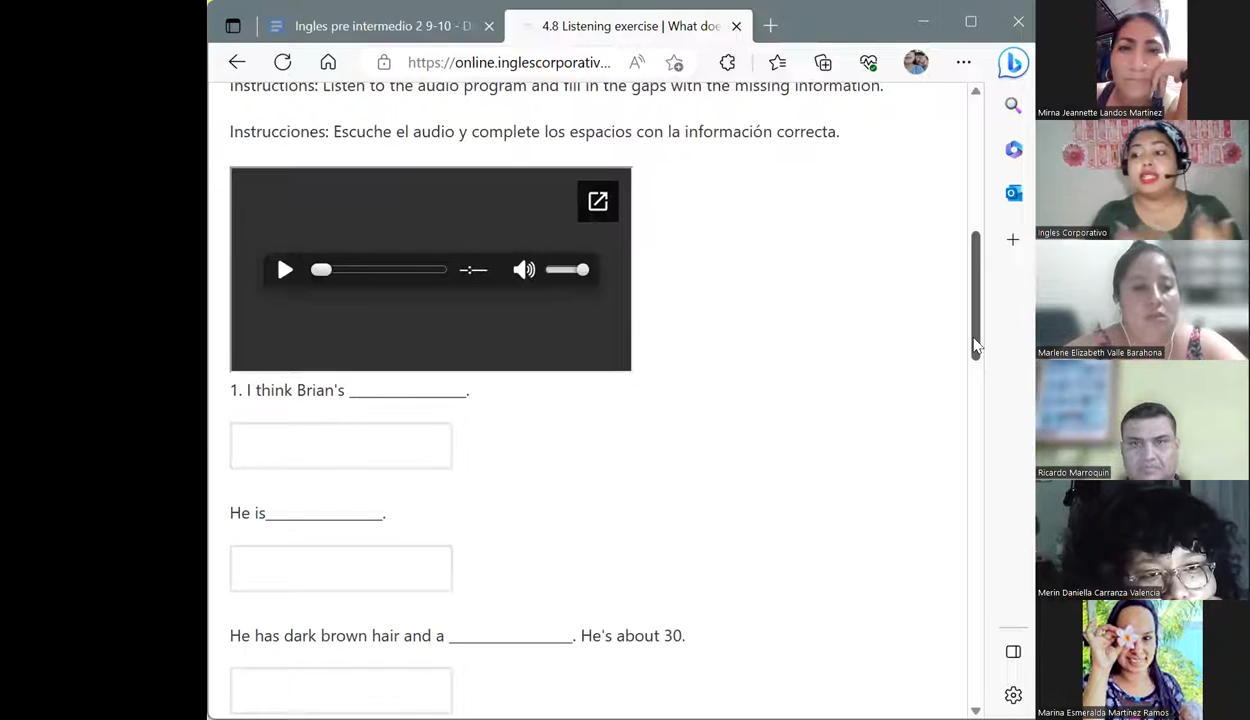 Ingles pre intermedio 2 9-10 - D
4.8 Listening exercise | What doe
https://online.inglescorporativ...
Instructions: Listen to the audio program and fill in the gaps with the missing information.
Instrucciones: Escuche el audio y complete los espacios con la información correcta.
-:--
1. I think Brian's ______________.
He is______________.
He has dark brown hair and a _______________. He's about 30.
Mirna Jeannette Landos Martinez
Ingles Corporativo
Marlene Elizabeth Valle Barahona
Ricardo Marroquin
Merin Daniella Carranza Valencia
Marina Esmeralda Martínez Ramos